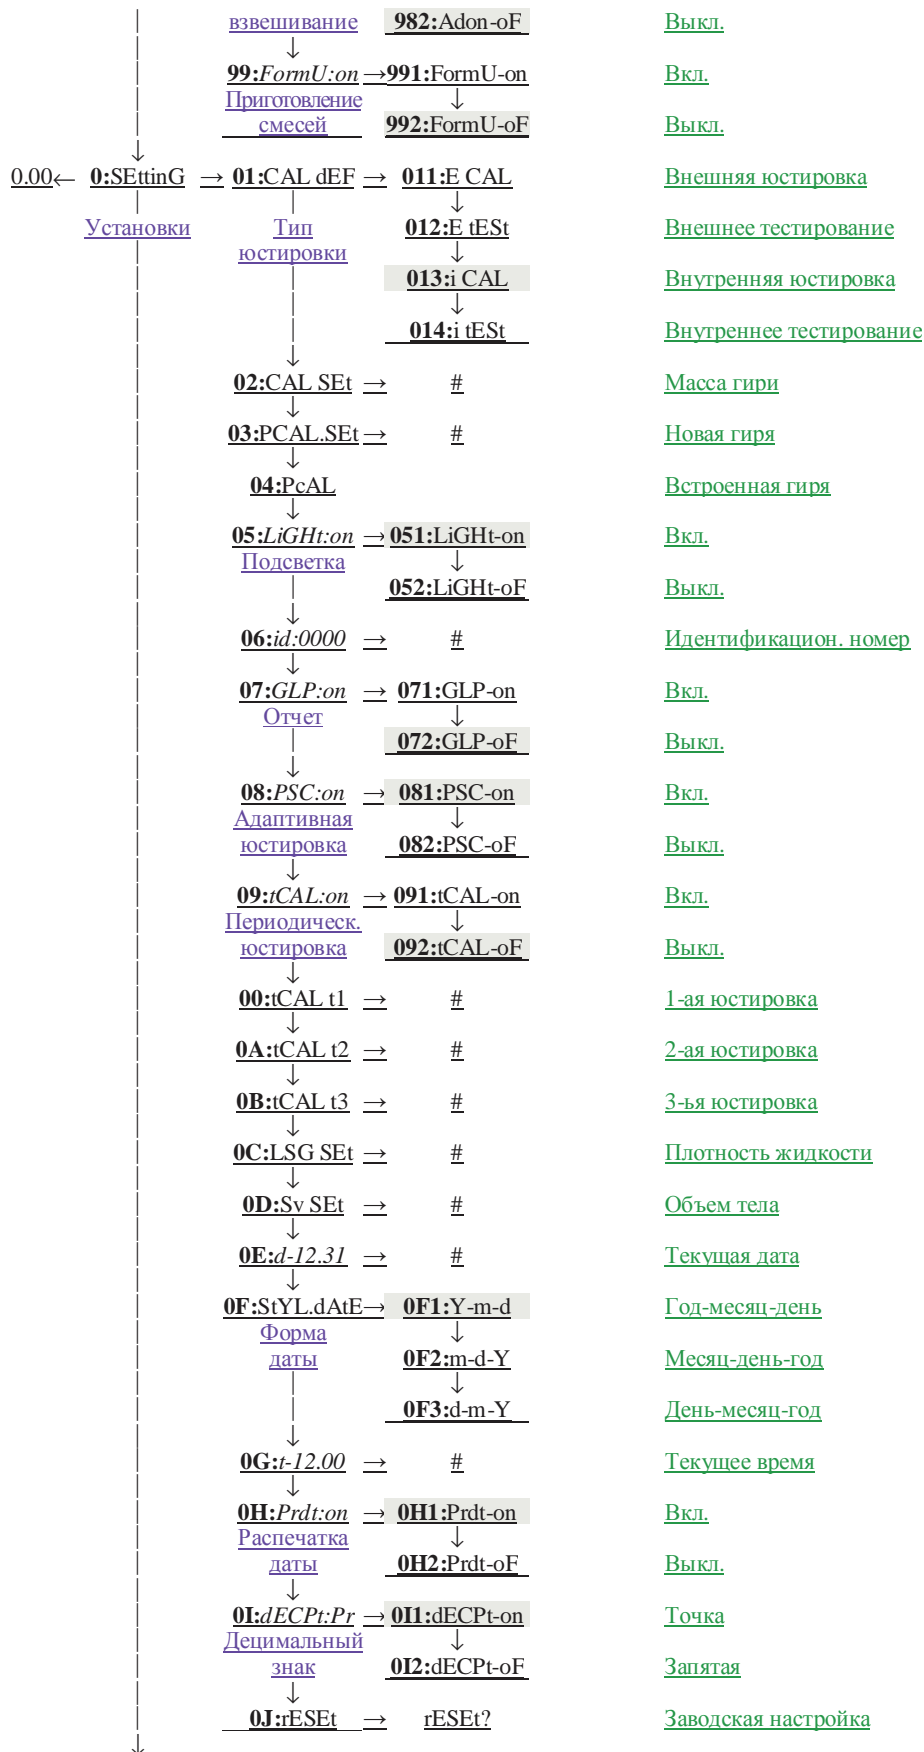 взвешивание 982:Adon-oF Выкл.
↓
99:FormU:on →991:FormU-on Вкл.
Приготовление ↓
смесей 992:FormU-oF Выкл.
↓
0.00← 0:SEttinG → 01:CAL dEF → 011:E CAL Внешняя юстировка
↓
Установки Тип 012:E tESt Внешнее тестирование
юстировки ↓
013:i CAL Внутренняя юстировка
↓
014:i tESt Внутреннее тестирование
↓
02:CAL SEt → # Масса гири
↓
03:PCAL.SEt → # Новая гиря
↓
04:PcAL Встроенная гиря
↓
05:LiGHt:on → 051:LiGHt-on Вкл.
Подсветка ↓
052:LiGHt-oF Выкл.
↓
06:id:0000 → # Идентификацион. номер
↓
07:GLP:on → 071:GLP-on Вкл.
Отчет ↓
072:GLP-oF Выкл.
↓
08:PSC:on → 081:PSC-on Вкл.
Адаптивная ↓
юстировка 082:PSC-oF Выкл.
↓
09:tCAL:on → 091:tCAL-on Вкл.
Периодическ. ↓
юстировка 092:tCAL-oF Выкл.
↓
00:tCAL t1 → # 1-ая юстировка
↓
0A:tCAL t2 → # 2-ая юстировка
↓
0B:tCAL t3 → # 3-ья юстировка
↓
0C:LSG SEt → # Плотность жидкости
↓
0D:Sv SEt → # Объем тела
↓
0E:d-12.31 → # Текущая дата
↓
0F:StYL.dAtE→ 0F1:Y-m-d Год-месяц-день
Форма ↓
даты 0F2:m-d-Y Месяц-день-год
↓
0F3:d-m-Y День-месяц-год
↓
0G:t-12.00 → # Текущее время
↓
0H:Prdt:on → 0H1:Prdt-on Вкл.
Распечатка ↓
даты 0H2:Prdt-oF Выкл.
↓
0I:dECPt:Pr → 0I1:dECPt-on Точка
Децимальный ↓
знак 0I2:dECPt-oF Запятая
↓
0J:rESEt → rESEt? Заводская настройка
↓